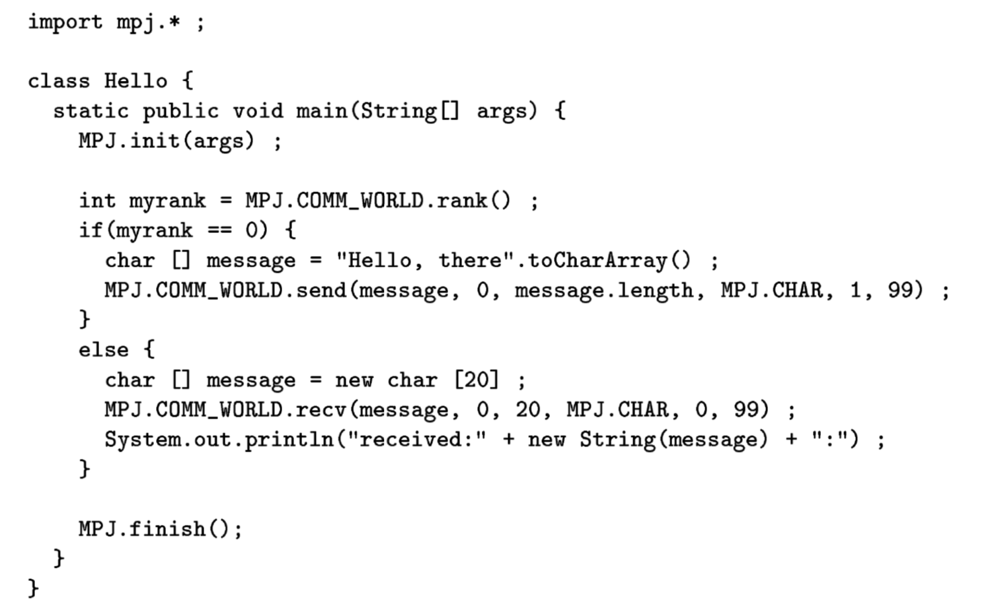 import mpj.* ;
class Hello {
  static public void main(String[] args) {
    MPJ.init(args) ;
    int myrank = MPJ.COMM_WORLD.rank() ;
    if(myrank == 0) {
      char [] message = "Hello, there".toCharArray() ;
      MPJ.COMM_WORLD.send(message, 0, message.length, MPJ.CHAR, 1, 99) ;
    }
    else {
      char [] message = new char [20] ;
      MPJ.COMM_WORLD.recv(message, 0, 20, MPJ.CHAR, 0, 99) ;
      System.out.println("received:" + new String(message) + ":") ;
    }
    MPJ.finish();
  }
}